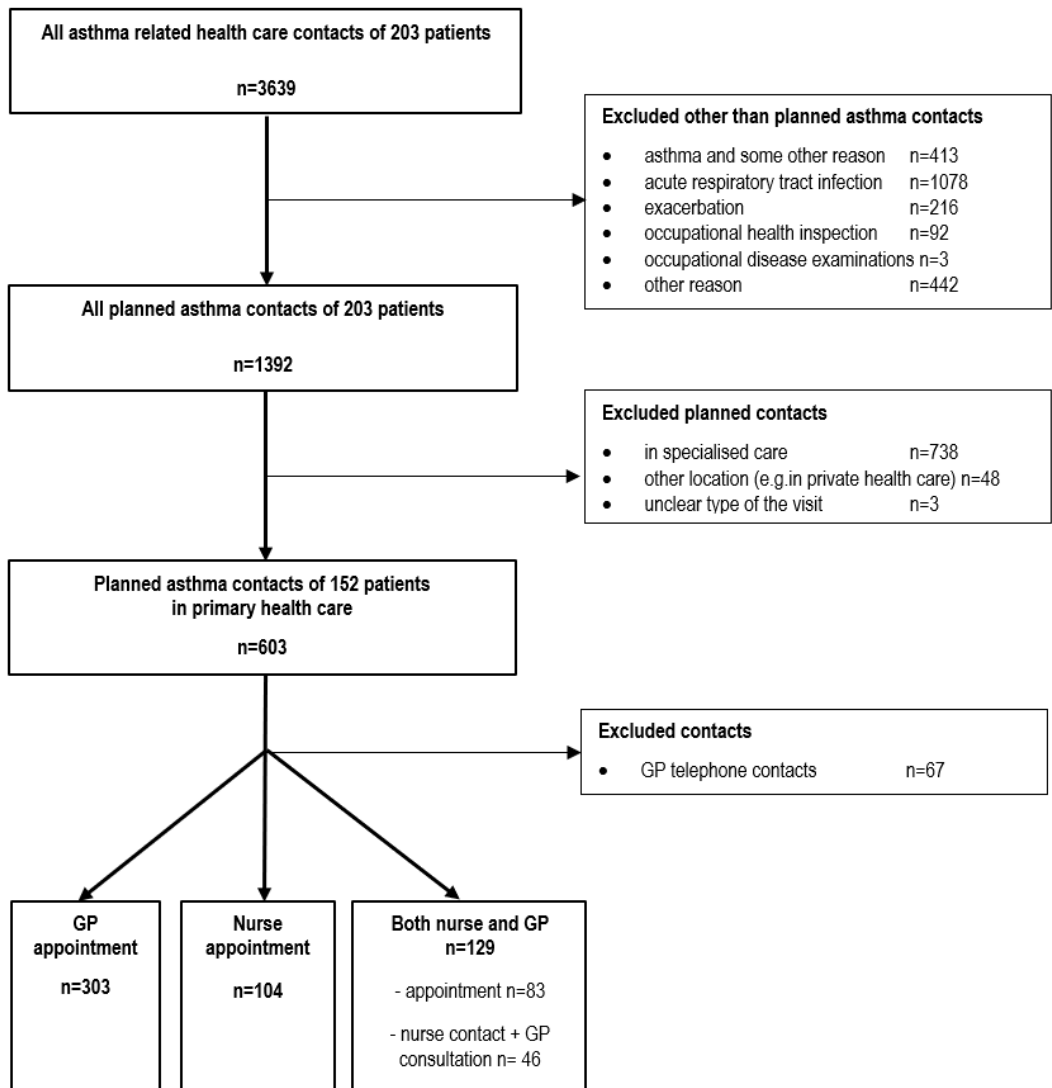 All asthma related health care contacts of 203 patients
n=3639
Excluded other than planned asthma contacts
• asthma and some other reason n=413
• acute respiratory tract infection n=1078
• exacerbation n=216
• occupational health inspection n=92
• occupational disease examinations n=3
• other reason n=442
All planned asthma contacts of 203 patients
n=1392
Excluded planned contacts
• in specialised care n=738
• other location (e.g.in private health care) n=48
• unclear type of the visit n=3
Planned asthma contacts of 152 patients
in primary health care
n=603
Excluded contacts
• GP telephone contacts n=67
GP
appointment
n=303
Nurse
appointment
n=104
Both nurse and GP
n=129
- appointment n=83
- nurse contact + GP
consultation n= 46